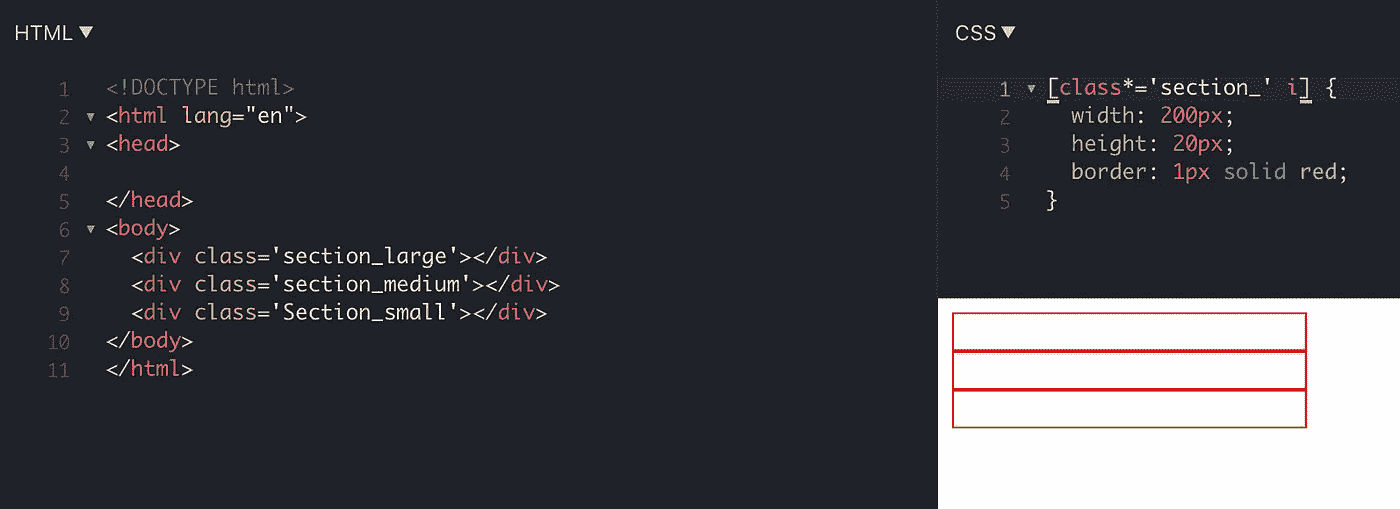 HTML ▼
1 <!DOCTYPE html>
2 ▼ <html lang="en">
3 ▼ <head>
4
5 </head>
6 ▼ <body>
7 <div class='section_large'></div>
8 <div class='section_medium'></div>
9 <div class='Section_small'></div>
10 </body>
11 </html>
CSS ▼
1 ▼ [class*='section_' i] {
2 width: 200px;
3 height: 20px;
4 border: 1px solid red;
5 }